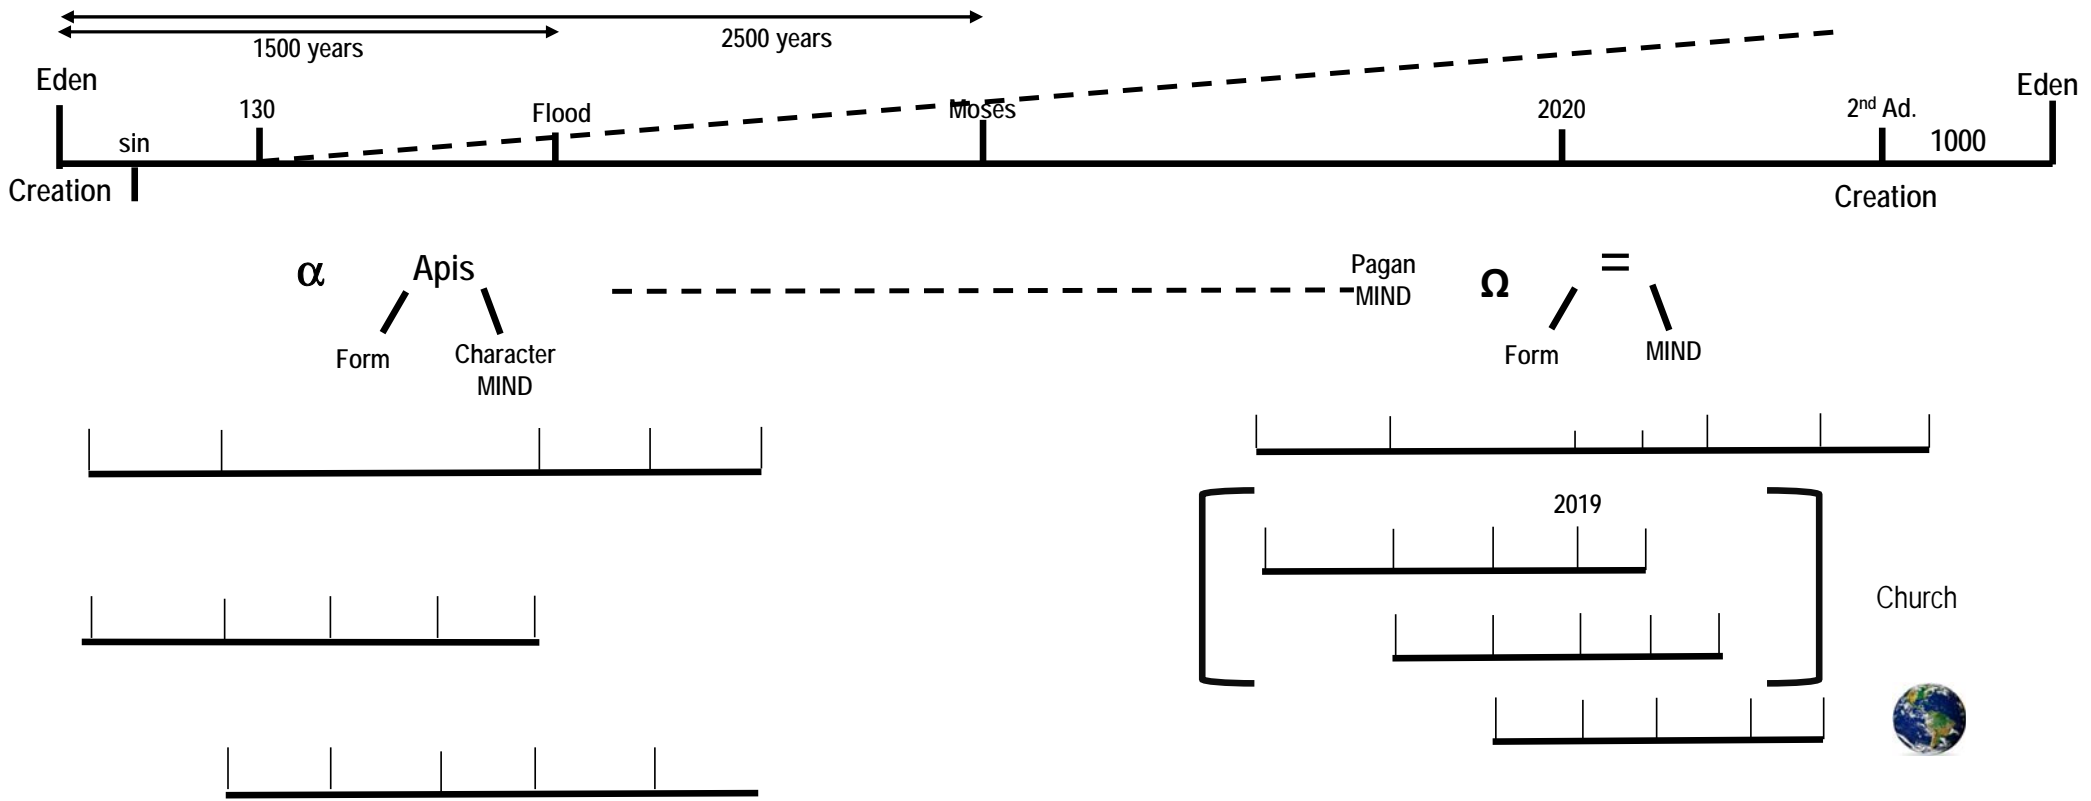 1500 years
2500 years
Eden
130
Flood
Moses
2020
2nd Ad.
Eden
sin
1000
Creation
Creation
α
Apis
Pagan
MIND
Ω
=
Form
Character
MIND
Form
MIND
2019
Church